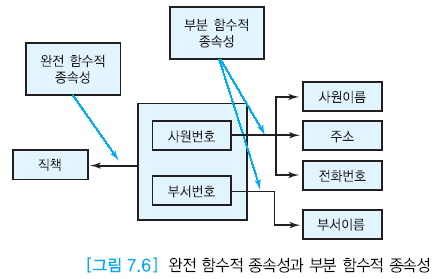 부분 함수적
종속성
완전 함수적
종속성
사원이름
사원번호
주소
직책
전화번호
부서번호
부서이름
[그림 7.6] 완전 함수적 종속성과 부분 함수적 종속성